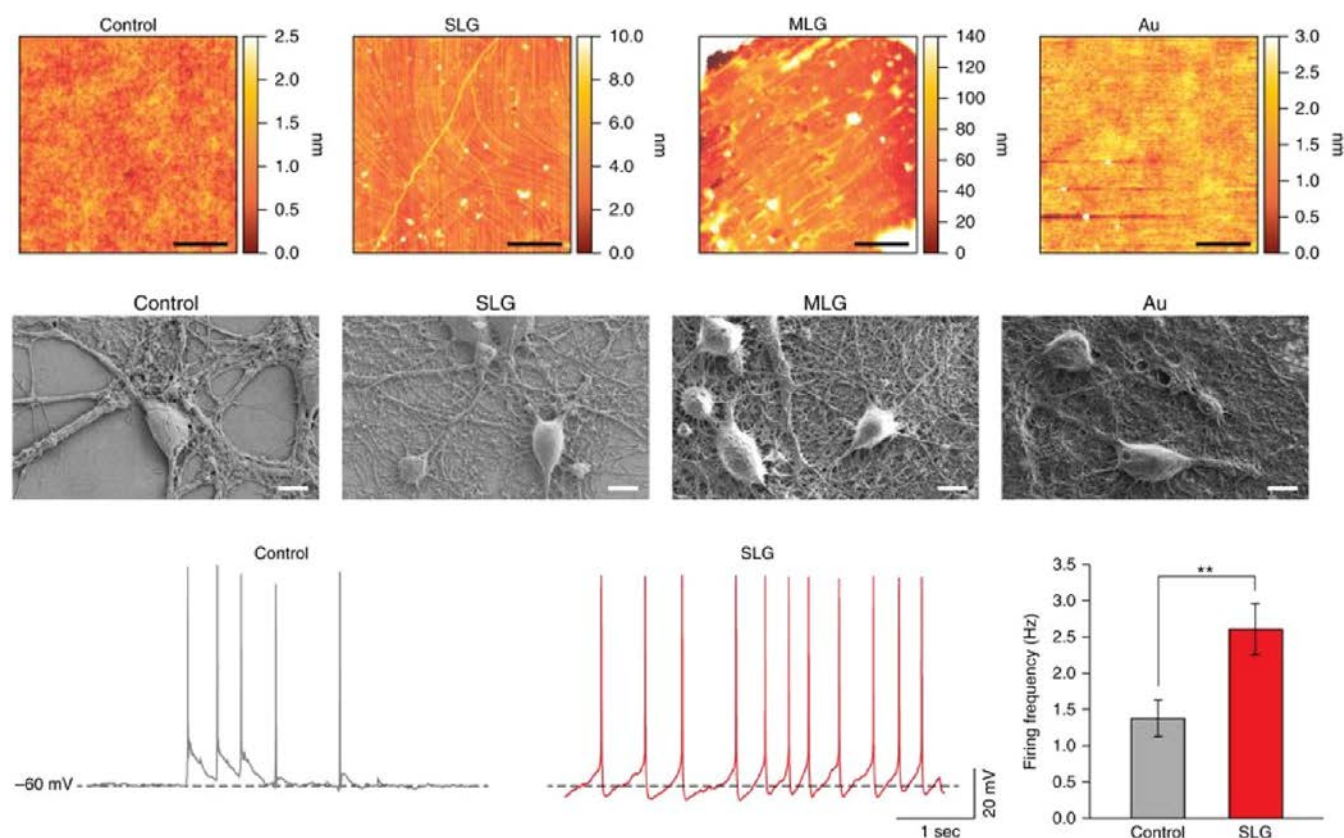 Control
SLG
MLG
Au
2.5
2.0
1.5
1.0
0.5
0.0
nm
10.0
8.0
6.0
4.0
2.0
0.0
nm
140
120
100
80
60
40
20
0
nm
3.0
2.5
2.0
1.5
1.0
0.5
0.0
nm
Control
SLG
MLG
Au
Control
SLG
−60 mV
20 mV
1 sec
Firing frequency (Hz)
3.5
3.0
2.5
2.0
1.5
1.0
0.5
0.0
**
Control
SLG